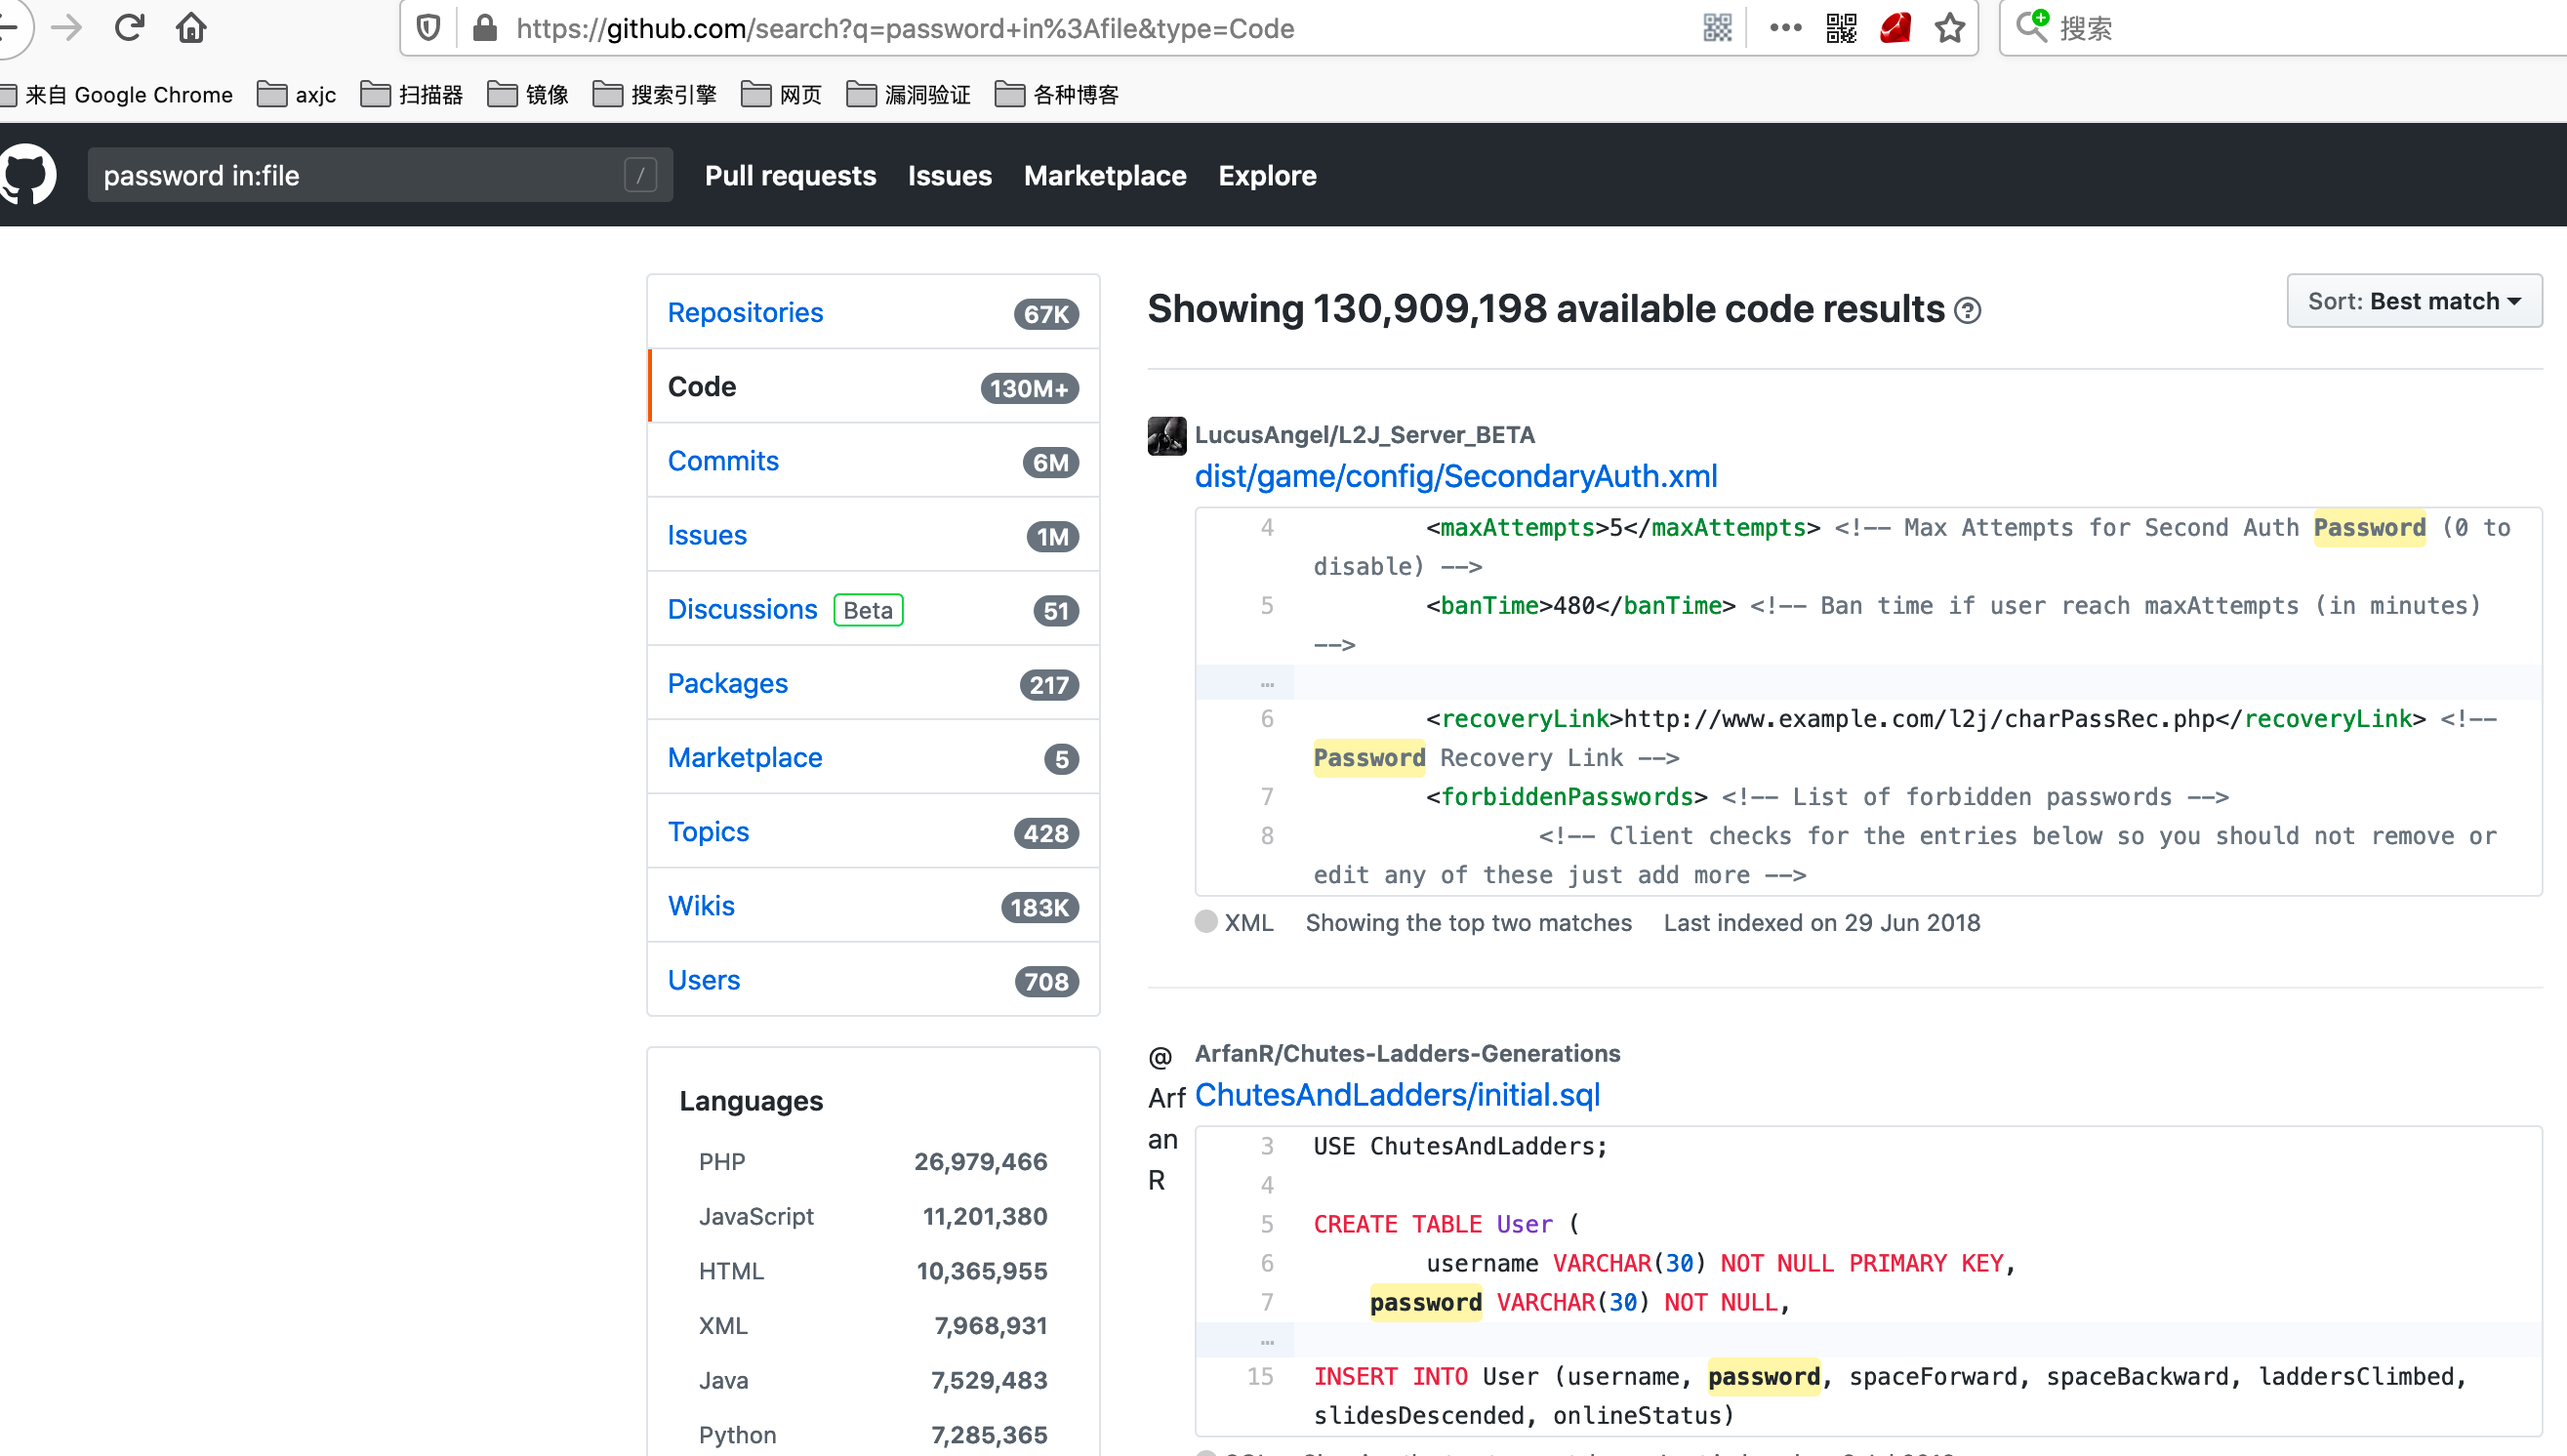 https://github.com/search?q=password+in%3Afile&type=Code
搜索
来自 Google Chrome axjc 扫描器 镜像 搜索引擎 网页 漏洞验证 各种博客
password in:file / Pull requests Issues Marketplace Explore
Repositories 67K
Code 130M+
Commits 6M
Issues 1M
Discussions Beta 51
Packages 217
Marketplace 5
Topics 428
Wikis 183K
Users 708
Languages
PHP 26,979,466
JavaScript 11,201,380
HTML 10,365,955
XML 7,968,931
Java 7,529,483
Python 7,285,365
Showing 130,909,198 available code results
Sort: Best match
LucusAngel/L2J_Server_BETA
dist/game/config/SecondaryAuth.xml
4 <maxAttempts>5</maxAttempts> <!-- Max Attempts for Second Auth Password (0 to
disable) -->
5 <banTime>480</banTime> <!-- Ban time if user reach maxAttempts (in minutes)
-->
…
6 <recoveryLink>http://www.example.com/l2j/charPassRec.php</recoveryLink> <!--
Password Recovery Link -->
7 <forbiddenPasswords> <!-- List of forbidden passwords -->
8 <!-- Client checks for the entries below so you should not remove or
edit any of these just add more -->
XML Showing the top two matches Last indexed on 29 Jun 2018
@
Arf
an
R
ArfanR/Chutes-Ladders-Generations
ChutesAndLadders/initial.sql
3 USE ChutesAndLadders;
4
5 CREATE TABLE User (
6 username VARCHAR(30) NOT NULL PRIMARY KEY,
7 password VARCHAR(30) NOT NULL,
…
15 INSERT INTO User (username, password, spaceForward, spaceBackward, laddersClimbed,
slidesDescended, onlineStatus)